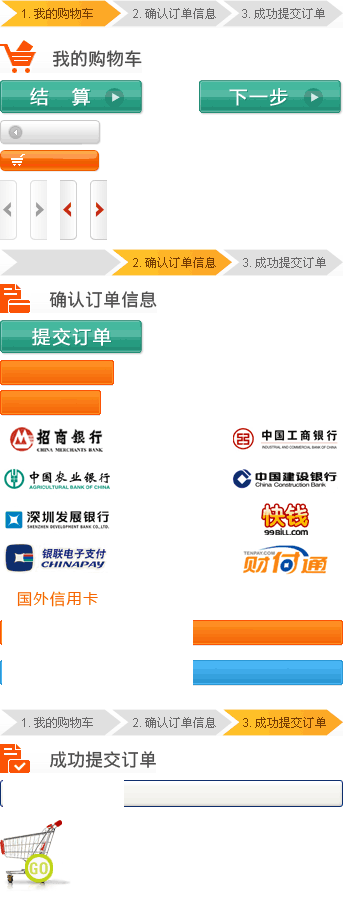 1. 我的购物车 2. 确认订单信息 3. 成功提交订单
我的购物车
结 算 下一步
2. 确认订单信息 3. 成功提交订单
确认订单信息
提交订单
招商银行 中国工商银行
CHINA MERCHANTS BANK INDUSTRIAL AND COMMERCIAL BANK OF CHINA
中国农业银行 中国建设银行
AGRICULTURAL BANK OF CHINA China Construction Bank
深圳发展银行 快钱
SHENZHEN DEVELOPMENT BANK CO., LTD. 99BILL.COM
银联电子支付 TENPAY.COM
CHINAPAY 财付通
国外信用卡
1. 我的购物车 2. 确认订单信息 3. 成功提交订单
成功提交订单
GO